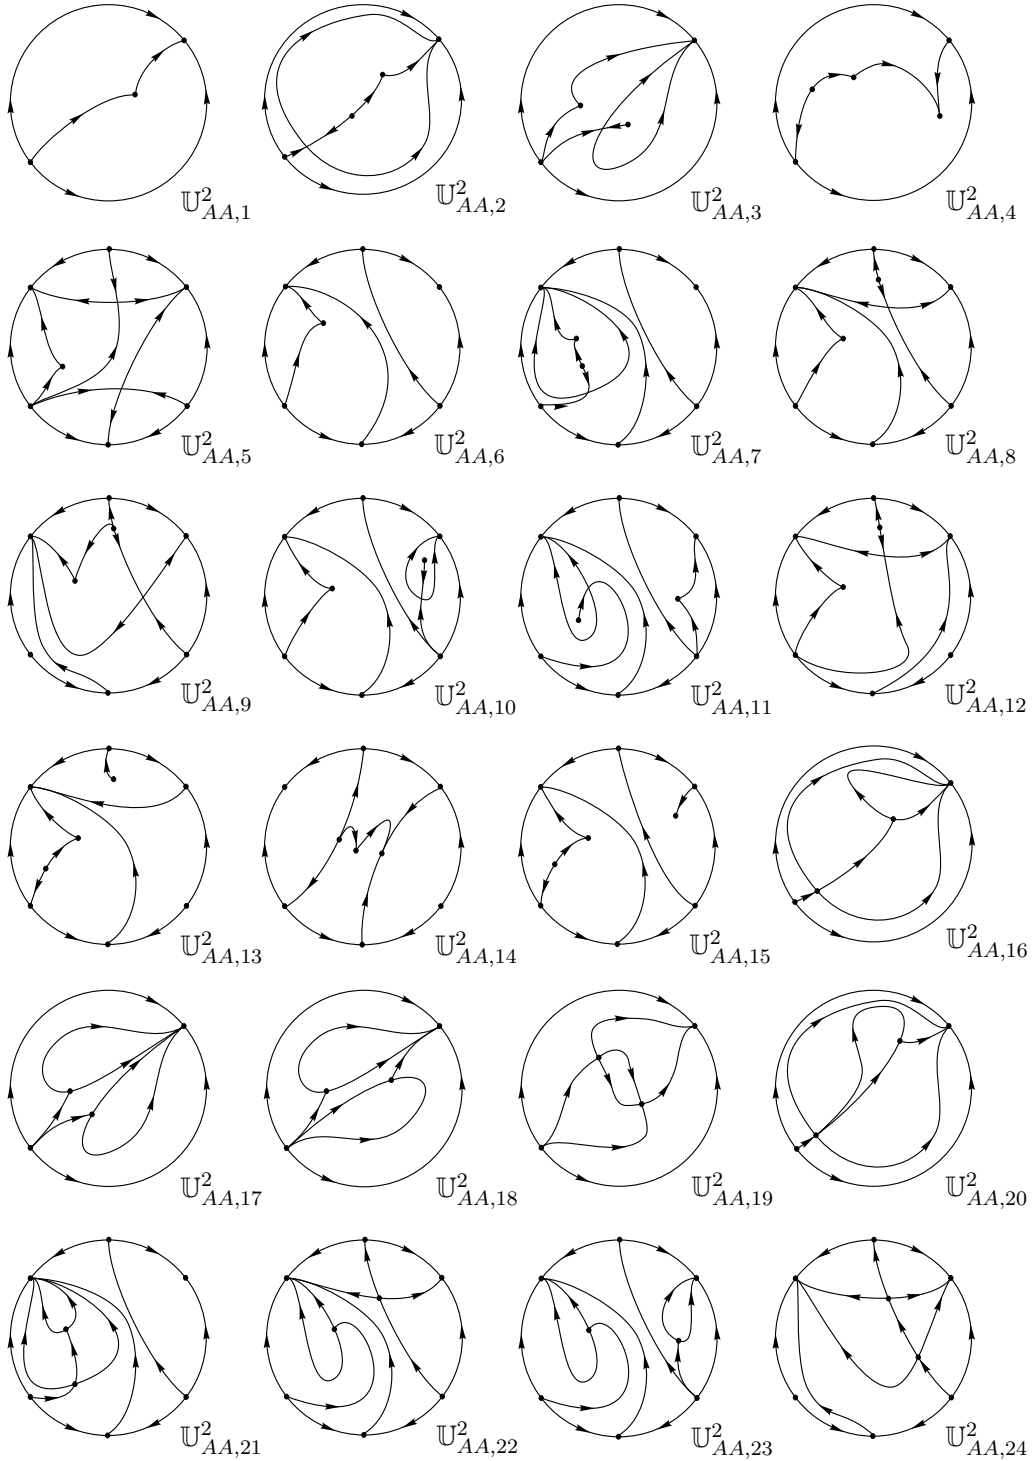 𝕌²_{AA,1} 𝕌²_{AA,2} 𝕌²_{AA,3} 𝕌²_{AA,4}
𝕌²_{AA,5} 𝕌²_{AA,6} 𝕌²_{AA,7} 𝕌²_{AA,8}
𝕌²_{AA,9} 𝕌²_{AA,10} 𝕌²_{AA,11} 𝕌²_{AA,12}
𝕌²_{AA,13} 𝕌²_{AA,14} 𝕌²_{AA,15} 𝕌²_{AA,16}
𝕌²_{AA,17} 𝕌²_{AA,18} 𝕌²_{AA,19} 𝕌²_{AA,20}
𝕌²_{AA,21} 𝕌²_{AA,22} 𝕌²_{AA,23} 𝕌²_{AA,24}